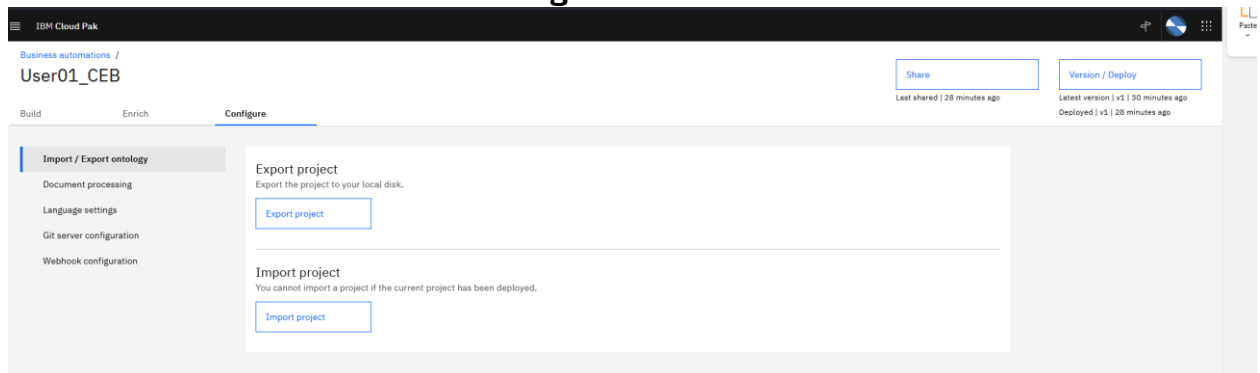 IBM Cloud Pak
Paste
Business automations /
User01_CEB
Share
Version / Deploy
Last shared | 28 minutes ago
Latest version | v1 | 30 minutes ago
Deployed | v1 | 28 minutes ago
Build
Enrich
Configure
Import / Export ontology
Document processing
Language settings
Git server configuration
Webhook configuration
Export project
Export the project to your local disk.
Export project
Import project
You cannot import a project if the current project has been deployed.
Import project